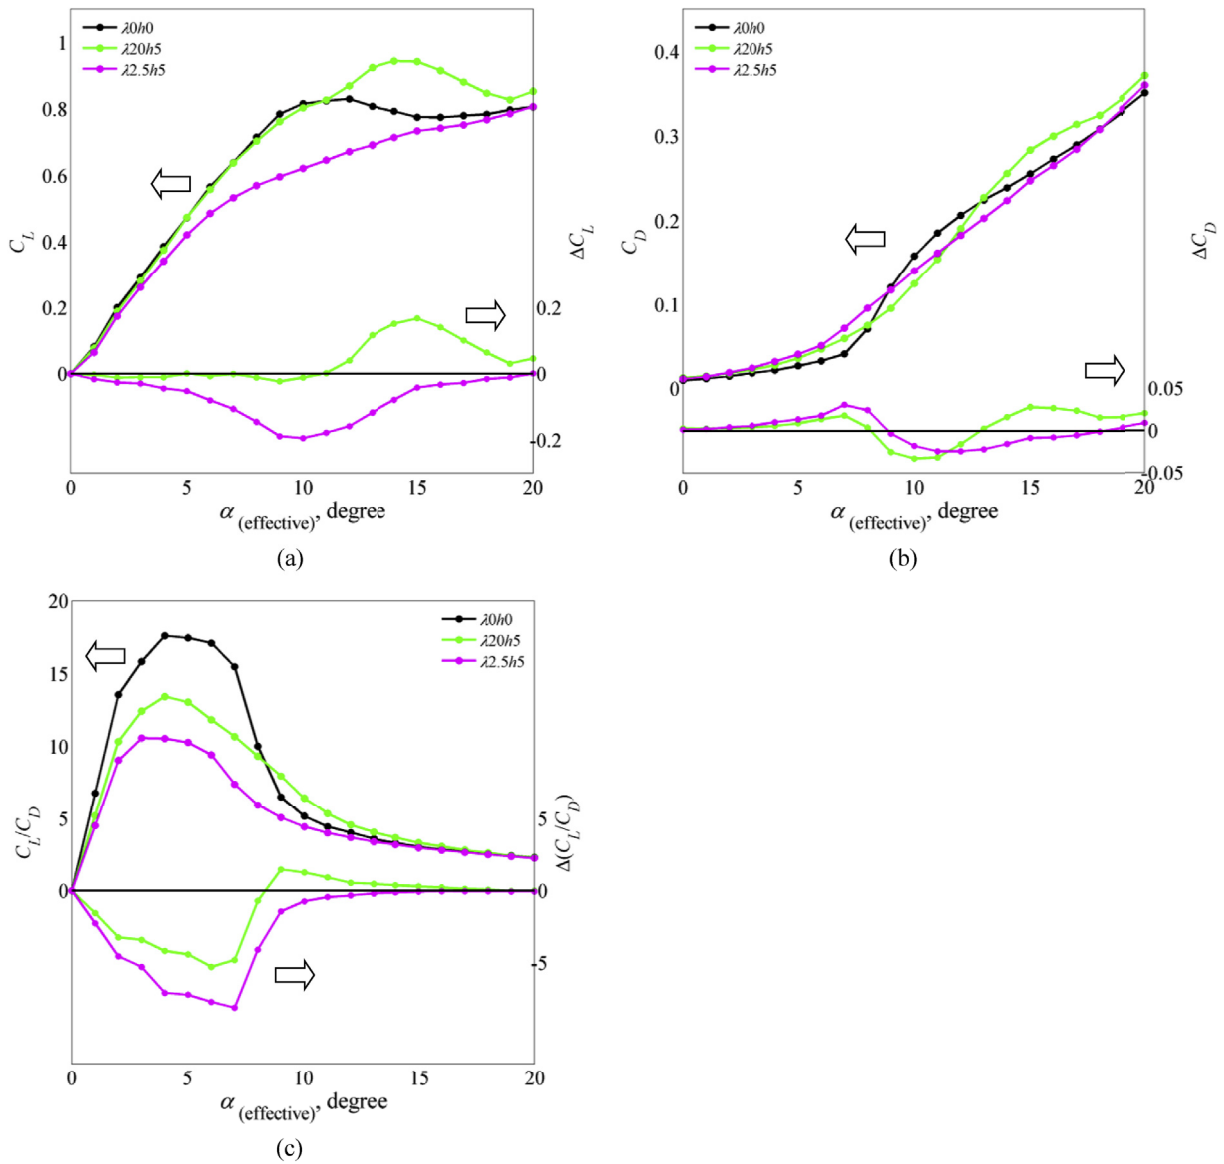 λ0h0
λ20h5
λ2.5h5
1
0.8
0.6
0.4
0.2
0
C_L
ΔC_L
0.2
0
-0.2
0 5 10 15 20
α (effective), degree
(a)
λ0h0
λ20h5
λ2.5h5
0.4
0.3
0.2
0.1
0
C_D
ΔC_D
0.05
0
-0.05
0 5 10 15 20
α (effective), degree
(b)
λ0h0
λ20h5
λ2.5h5
20
15
10
5
0
C_L/C_D
Δ(C_L/C_D)
5
0
-5
0 5 10 15 20
α (effective), degree
(c)